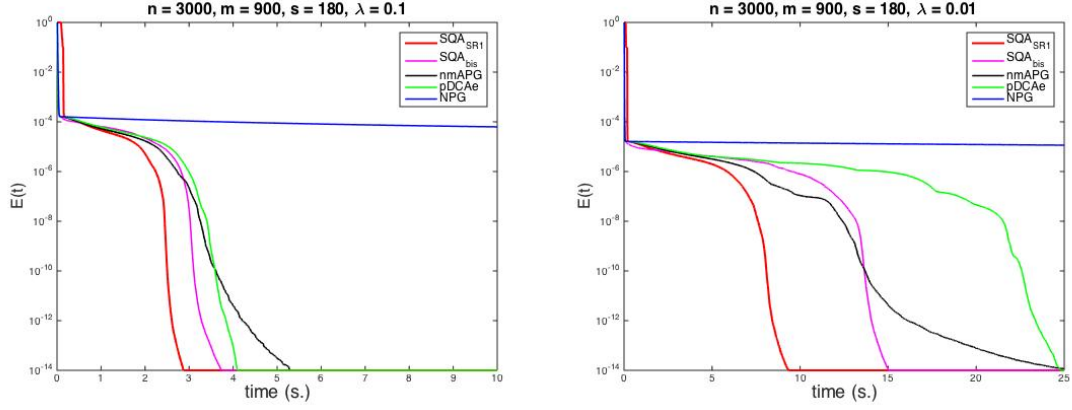 n = 3000, m = 900, s = 180, λ = 0.1
10^0
10^-2
10^-4
10^-6
10^-8
10^-10
10^-12
10^-14
E(t)
SQA_SR1
SQA_bis
nmAPG
pDCAe
NPG
0 1 2 3 4 5 6 7 8 9 10
time (s.)
n = 3000, m = 900, s = 180, λ = 0.01
10^0
10^-2
10^-4
10^-6
10^-8
10^-10
10^-12
10^-14
E(t)
SQA_SR1
SQA_bis
nmAPG
pDCAe
NPG
0 5 10 15 20 25
time (s.)